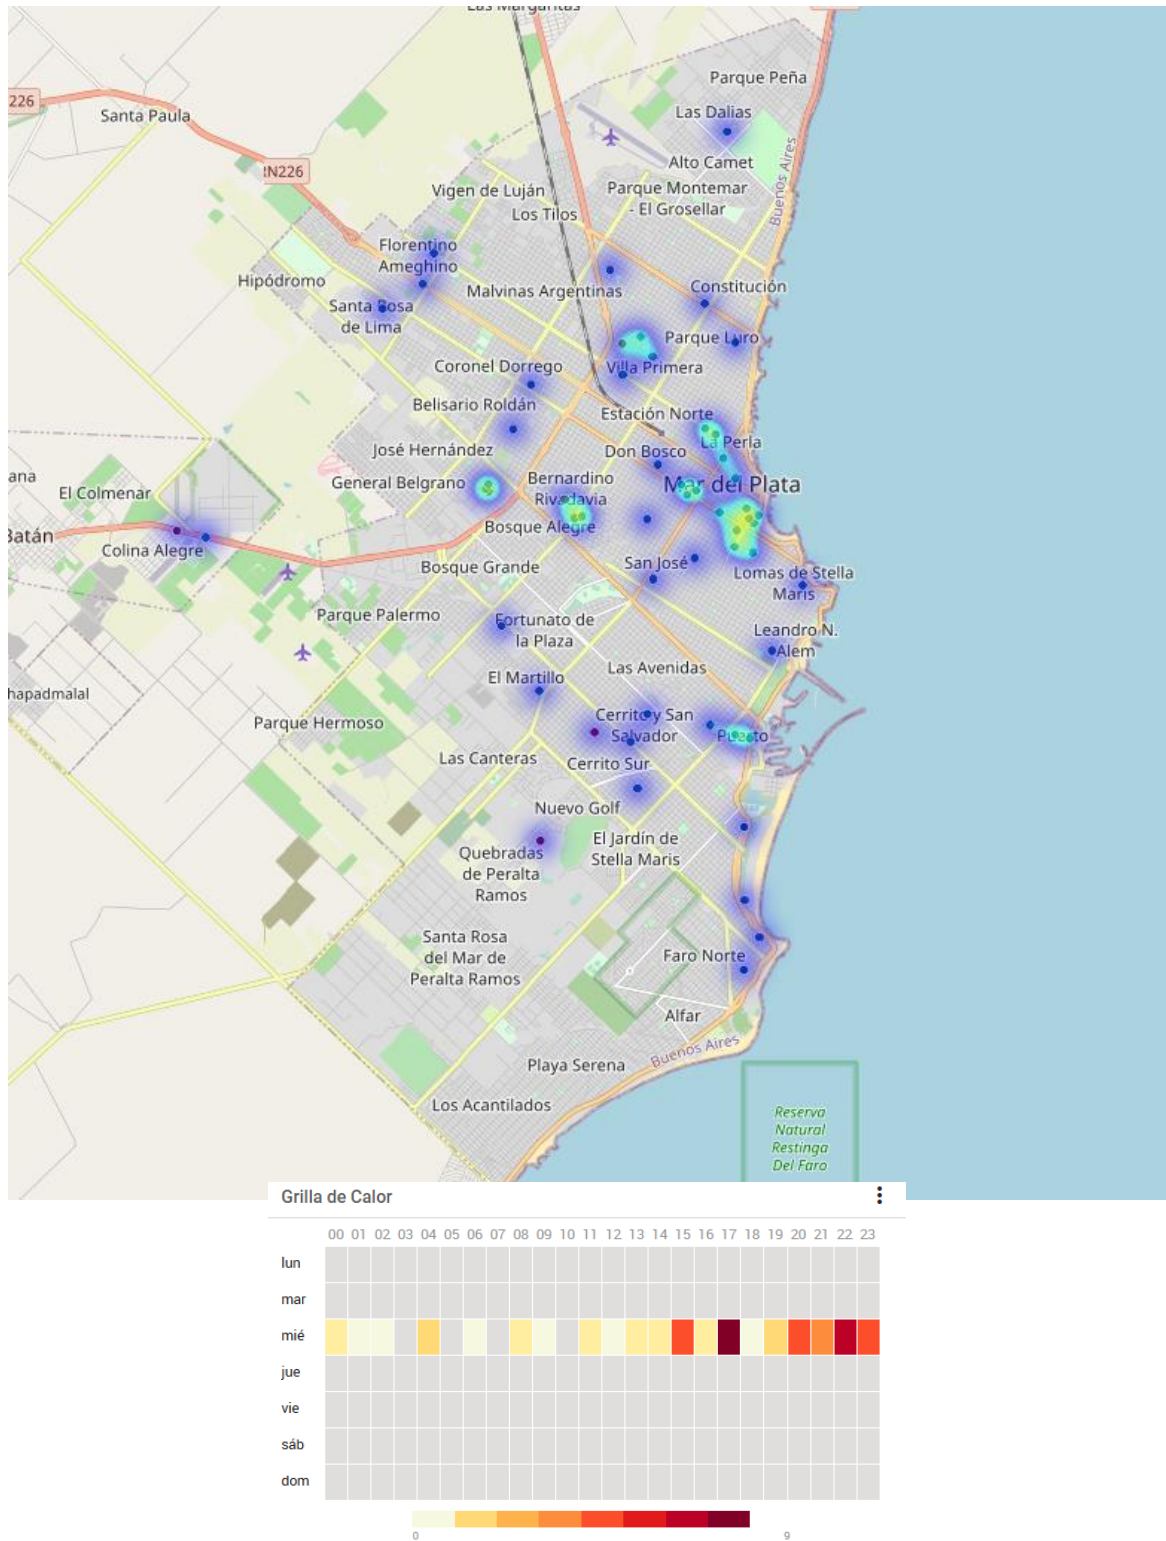 Las Margaritas
Parque Peña
226
Santa Paula
Las Dalias
Alto Camet
RN226
Buenos Aires
Vigen de Luján
Parque Montemar
- El Grosellar
Los Tilos
Florentino
Ameghino
Hipódromo
Malvinas Argentinas
Constitución
Santa Rosa
de Lima
Parque Luro
Coronel Dorrego
Villa Primera
Belisario Roldán
Estación Norte
La Perla
José Hernández
Don Bosco
ana
General Belgrano
Bernardino
Rivadavia
Mar del Plata
El Colmenar
Bosque Alegre
Batán
Colina Alegre
Bosque Grande
San José
Lomas de Stella
Maris
Parque Palermo
Fortunato de
la Plaza
Leandro N.
Alem
Las Avenidas
El Martillo
hapadmalal
Parque Hermoso
Cerrito y San
Salvador
Puerto
Las Canteras
Cerrito Sur
Nuevo Golf
El Jardín de
Stella Maris
Quebradas
de Peralta
Ramos
Santa Rosa
del Mar de
Peralta Ramos
Faro Norte
Alfar
Buenos Aires
Playa Serena
Los Acantilados
Reserva
Natural
Restinga
Del Faro
Grilla de Calor
00 01 02 03 04 05 06 07 08 09 10 11 12 13 14 15 16 17 18 19 20 21 22 23
lun
mar
mié
jue
vie
sáb
dom
0 9